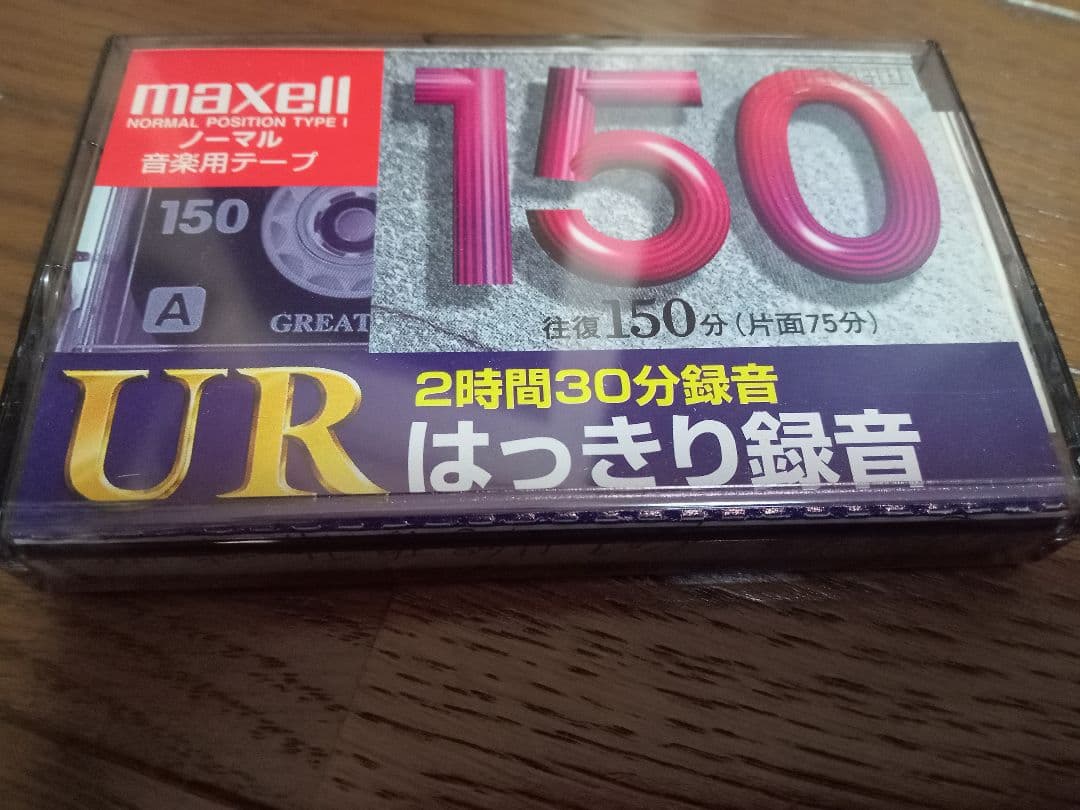 maxell
NORMAL POSITION TYPE I
ノーマル
音楽用テープ
150
150
A
GREAT
往復150分(片面75分)
UR
2時間30分録音
はっきり録音